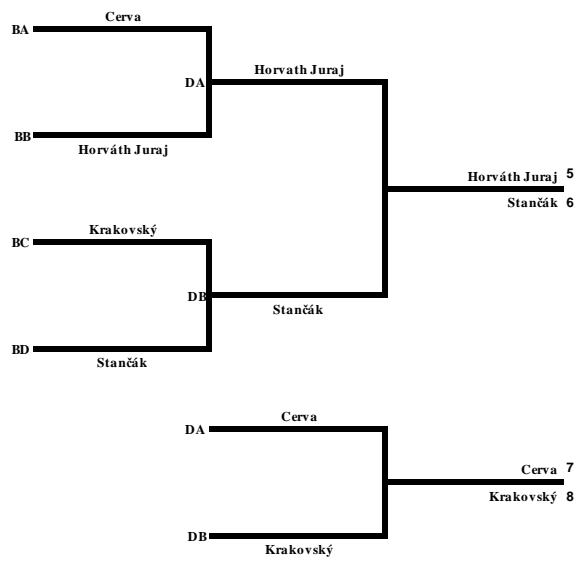 Cerva
BA
Horvath Juraj
DA
BB
Horváth Juraj
Horváth Juraj 5
Stančák 6
Krakovský
BC
DB
Stančák
BD
Stančák
Cerva
DA
Cerva 7
Krakovský 8
DB
Krakovský